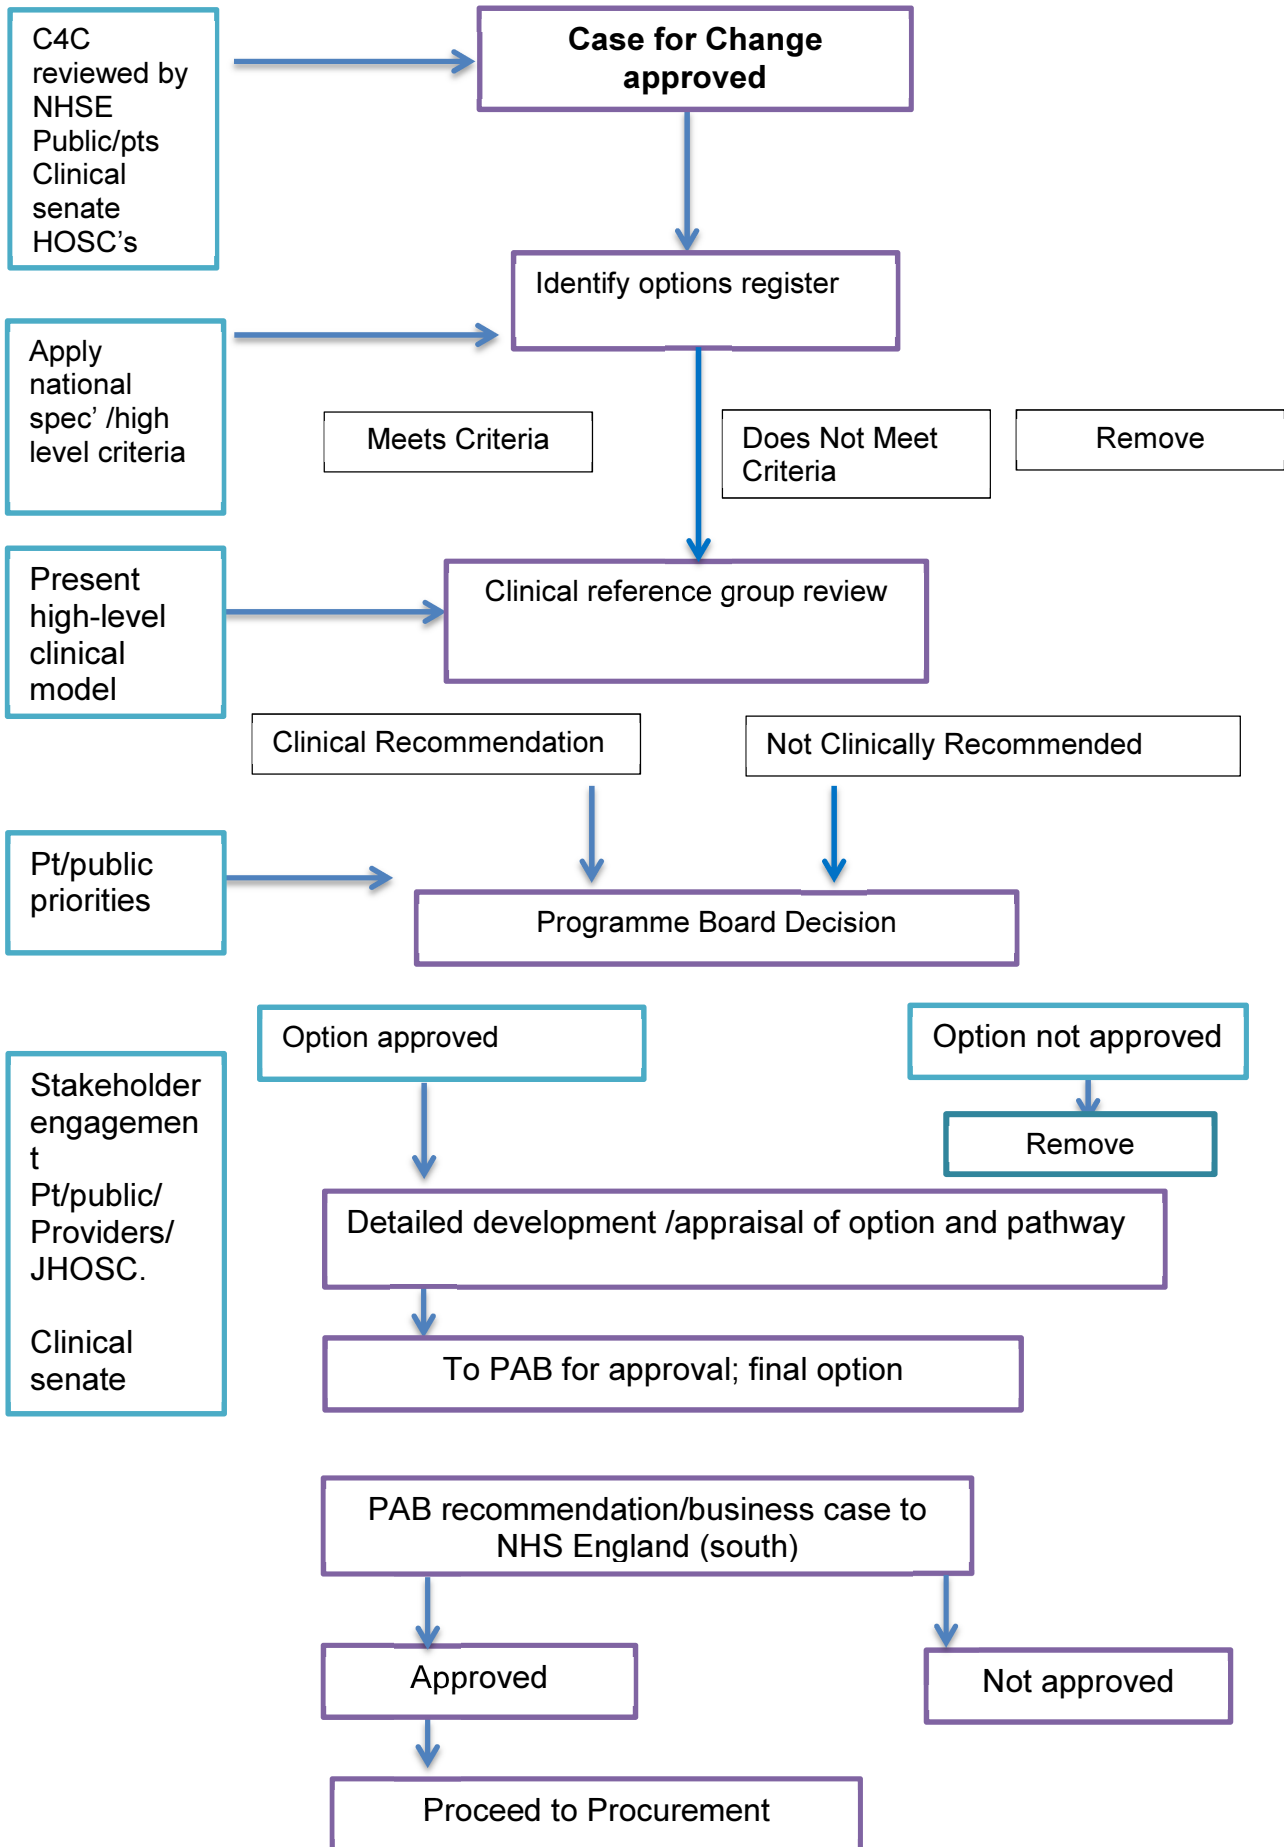 C4C
reviewed by
NHSE
Public/pts
Clinical
senate
HOSC's
Case for Change
approved
Identify options register
Apply
national
spec' /high
level criteria
Meets Criteria
Does Not Meet
Criteria
Remove
Present
high-level
clinical
model
Clinical reference group review
Clinical Recommendation
Not Clinically Recommended
Pt/public
priorities
Programme Board Decision
Option approved
Option not approved
Remove
Stakeholder
engagemen
t
Pt/public/
Providers/
JHOSC.
Clinical
senate
Detailed development /appraisal of option and pathway
To PAB for approval; final option
PAB recommendation/business case to
NHS England (south)
Approved
Not approved
Proceed to Procurement